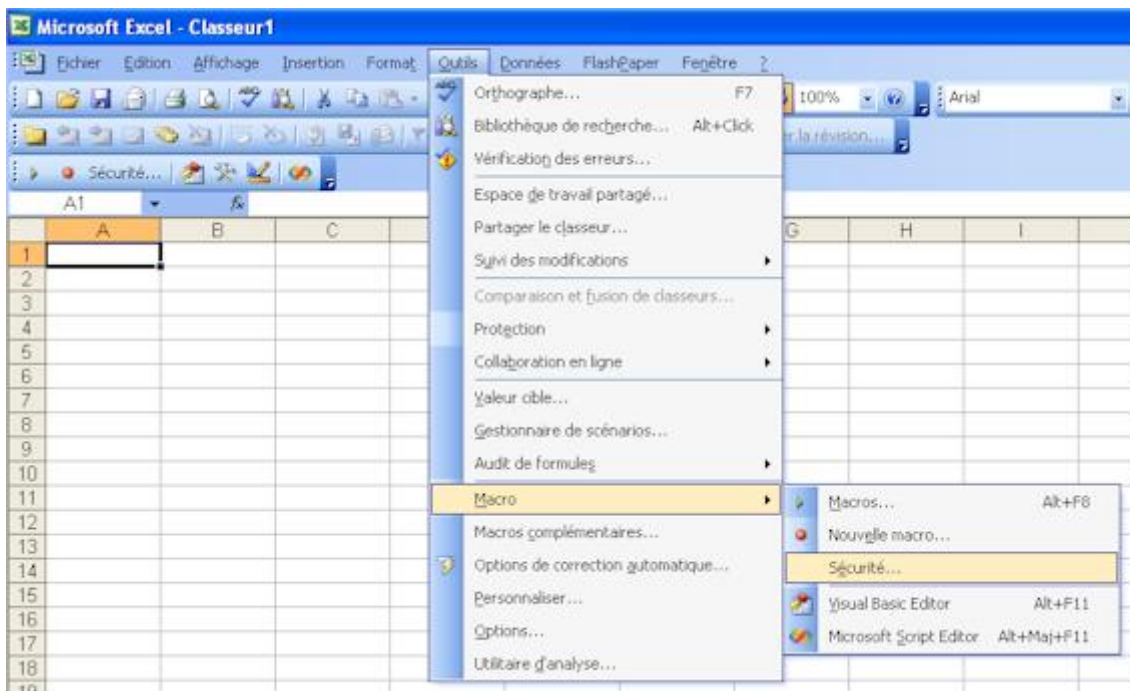 Microsoft Excel - Classeur1
Fichier Edition Affichage Insertion Format Outils Données FlashPaper Fenêtre ?
100% Arial
er la révision...
Sécurité...
A1 fx
A B C G H I
1
2
3
4
5
6
7
8
9
10
11
12
13
14
15
16
17
18
19
Orthographe... F7
Bibliothèque de recherche... Alt+Click
Vérification des erreurs...
Espace de travail partagé...
Partager le classeur...
Suivi des modifications
Comparaison et fusion de classeurs...
Protection
Collaboration en ligne
Valeur cible...
Gestionnaire de scénarios...
Audit de formules
Macro
Macros complémentaires...
Options de correction automatique...
Personnaliser...
Options...
Utilitaire d'analyse...
Macros... Alt+F8
Nouvelle macro...
Sécurité...
Visual Basic Editor Alt+F11
Microsoft Script Editor Alt+Maj+F11